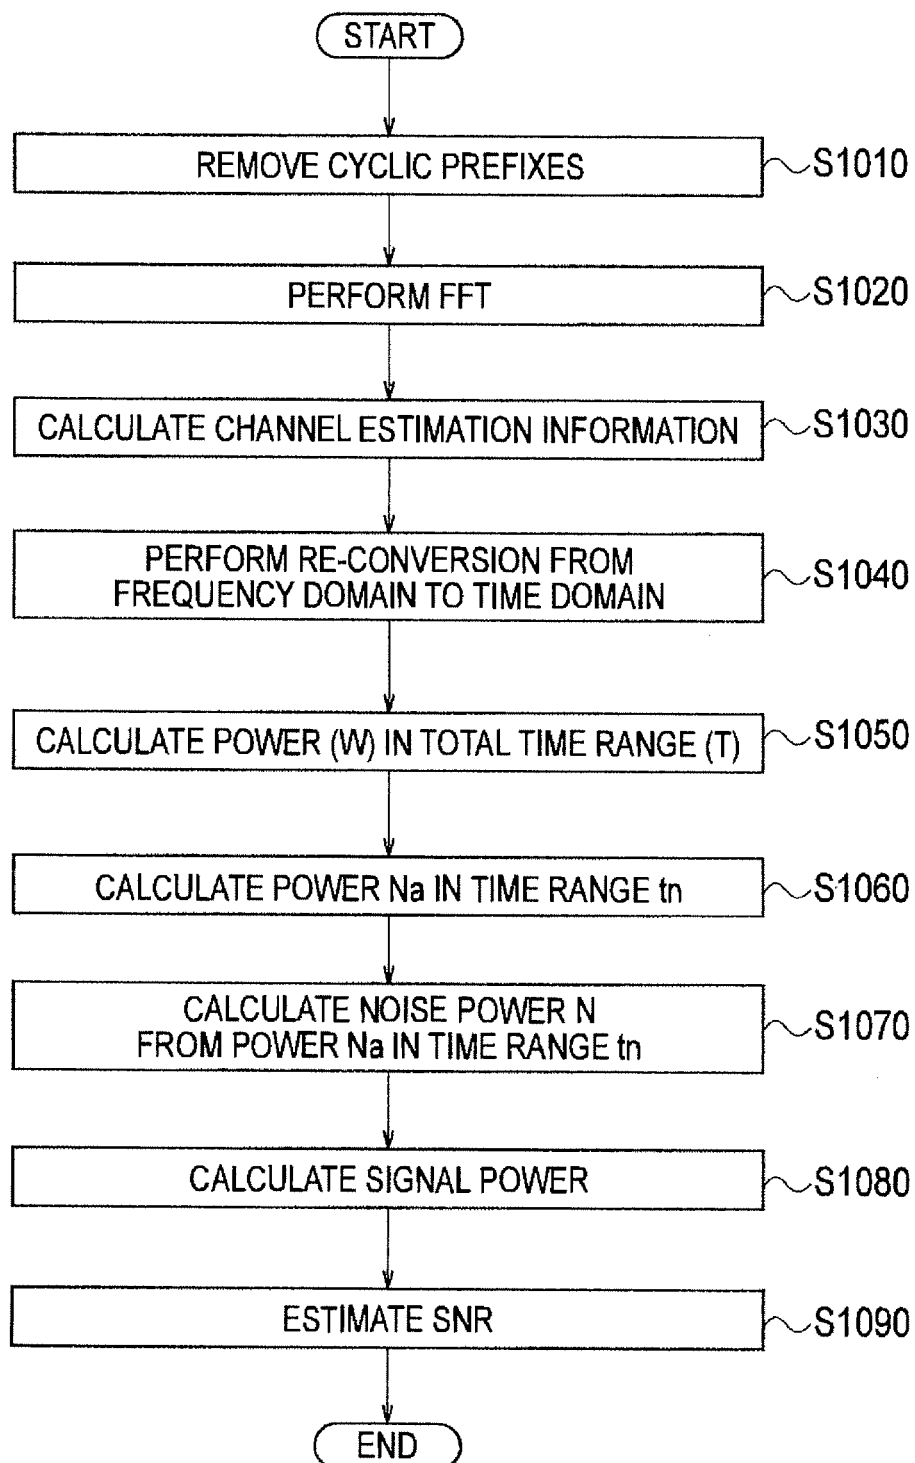 START
REMOVE CYCLIC PREFIXES
S1010
PERFORM FFT
S1020
CALCULATE CHANNEL ESTIMATION INFORMATION
S1030
PERFORM RE-CONVERSION FROM
FREQUENCY DOMAIN TO TIME DOMAIN
S1040
CALCULATE POWER (W) IN TOTAL TIME RANGE (T)
S1050
CALCULATE POWER Na IN TIME RANGE tn
S1060
CALCULATE NOISE POWER N
FROM POWER Na IN TIME RANGE tn
S1070
CALCULATE SIGNAL POWER
S1080
ESTIMATE SNR
S1090
END